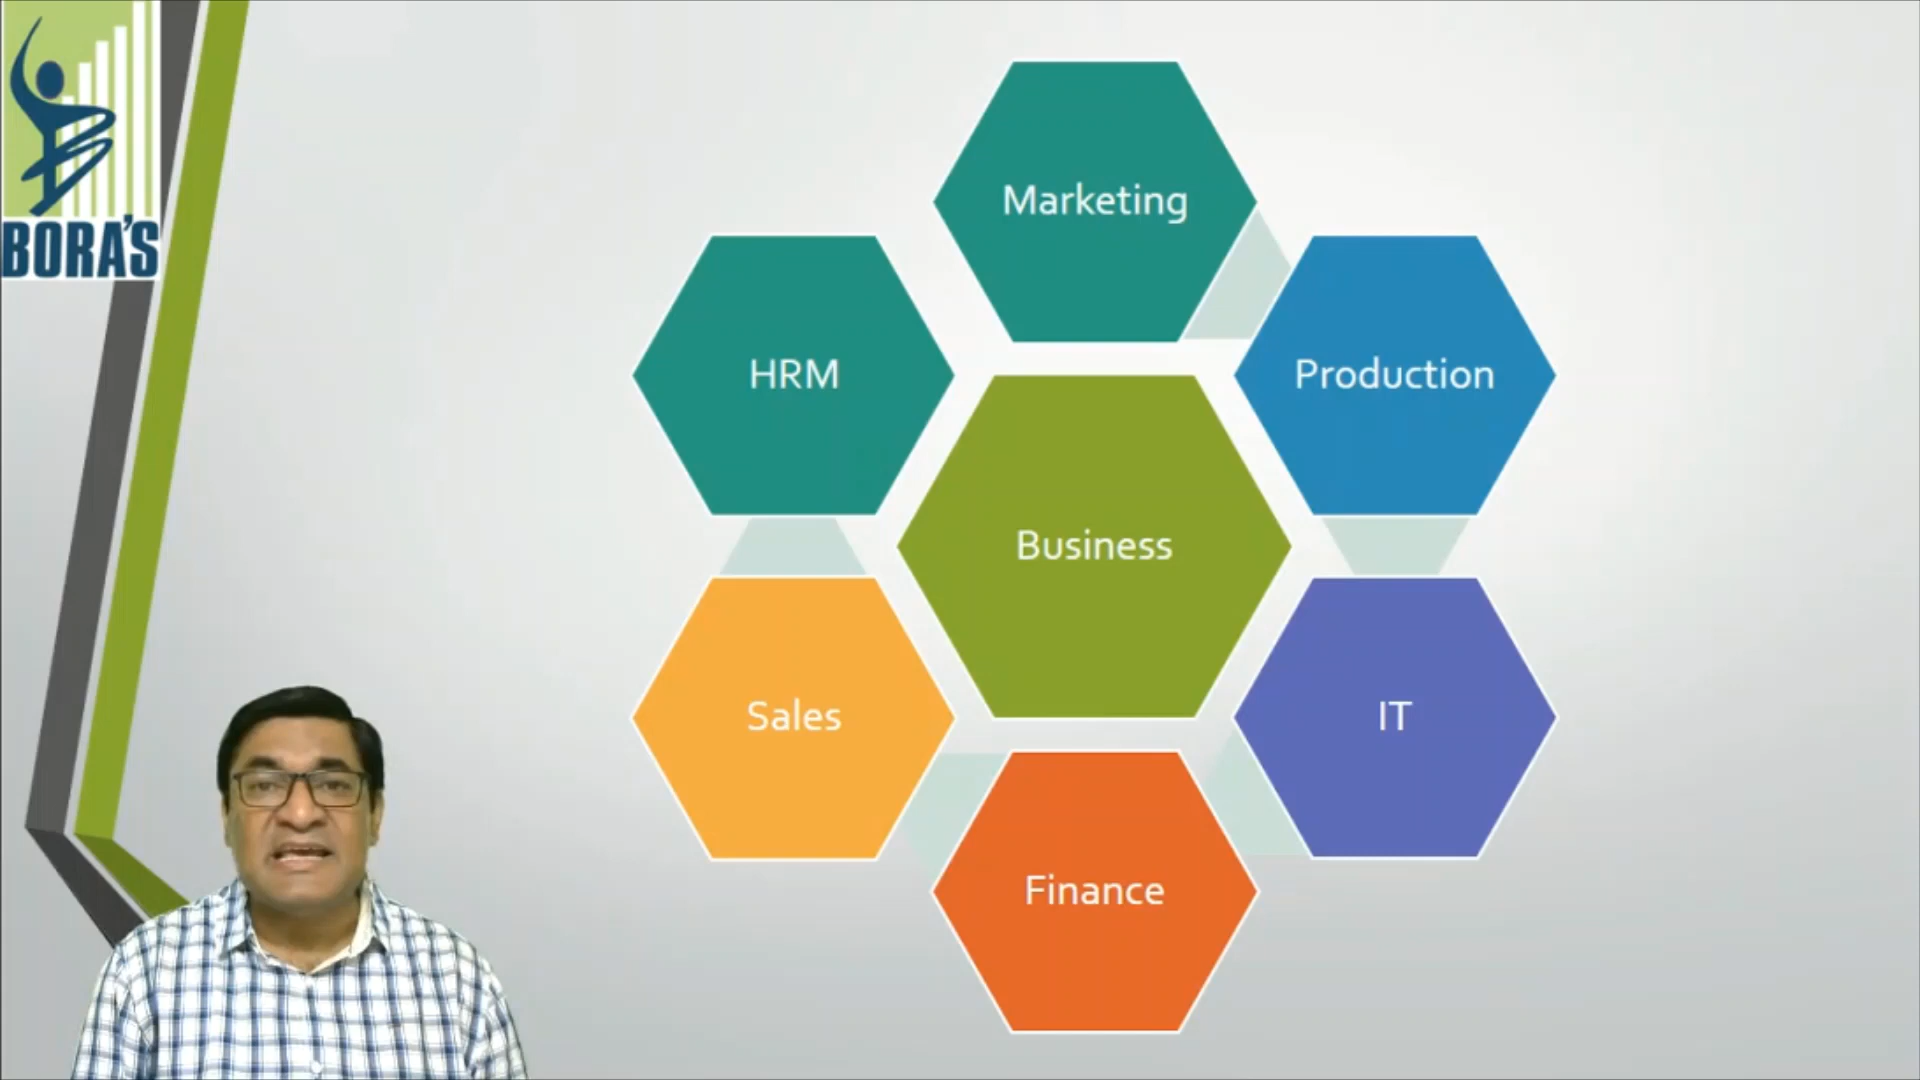 BORA'S
Marketing
HRM
Production
Business
Sales
IT
Finance